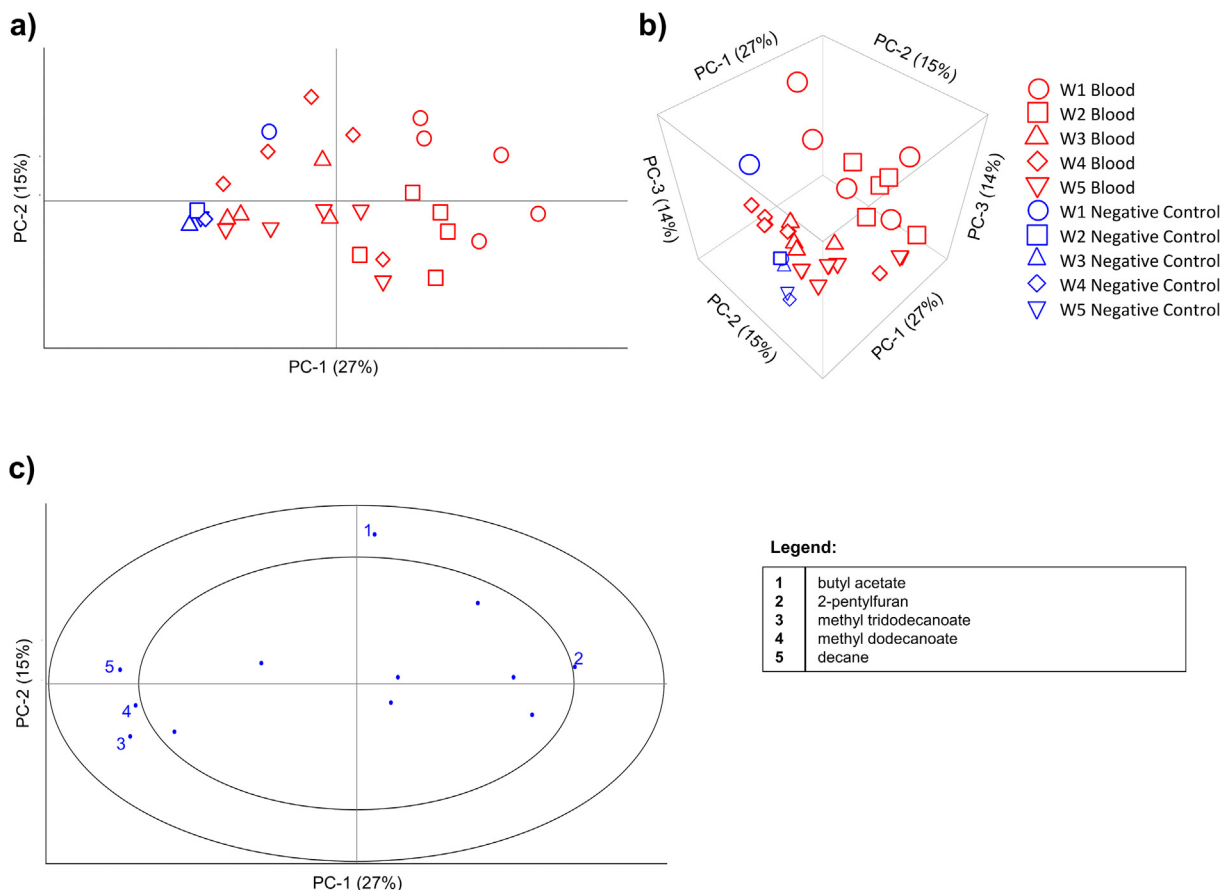 a)
PC-2 (15%)
PC-1 (27%)
b)
PC-1 (27%)
PC-2 (15%)
PC-3 (14%)
PC-3 (14%)
PC-2 (15%)
PC-1 (27%)
W1 Blood
W2 Blood
W3 Blood
W4 Blood
W5 Blood
W1 Negative Control
W2 Negative Control
W3 Negative Control
W4 Negative Control
W5 Negative Control
c)
PC-2 (15%)
1
2
5
4
3
PC-1 (27%)
Legend:
1 butyl acetate
2 2-pentylfuran
3 methyl tridodecanoate
4 methyl dodecanoate
5 decane